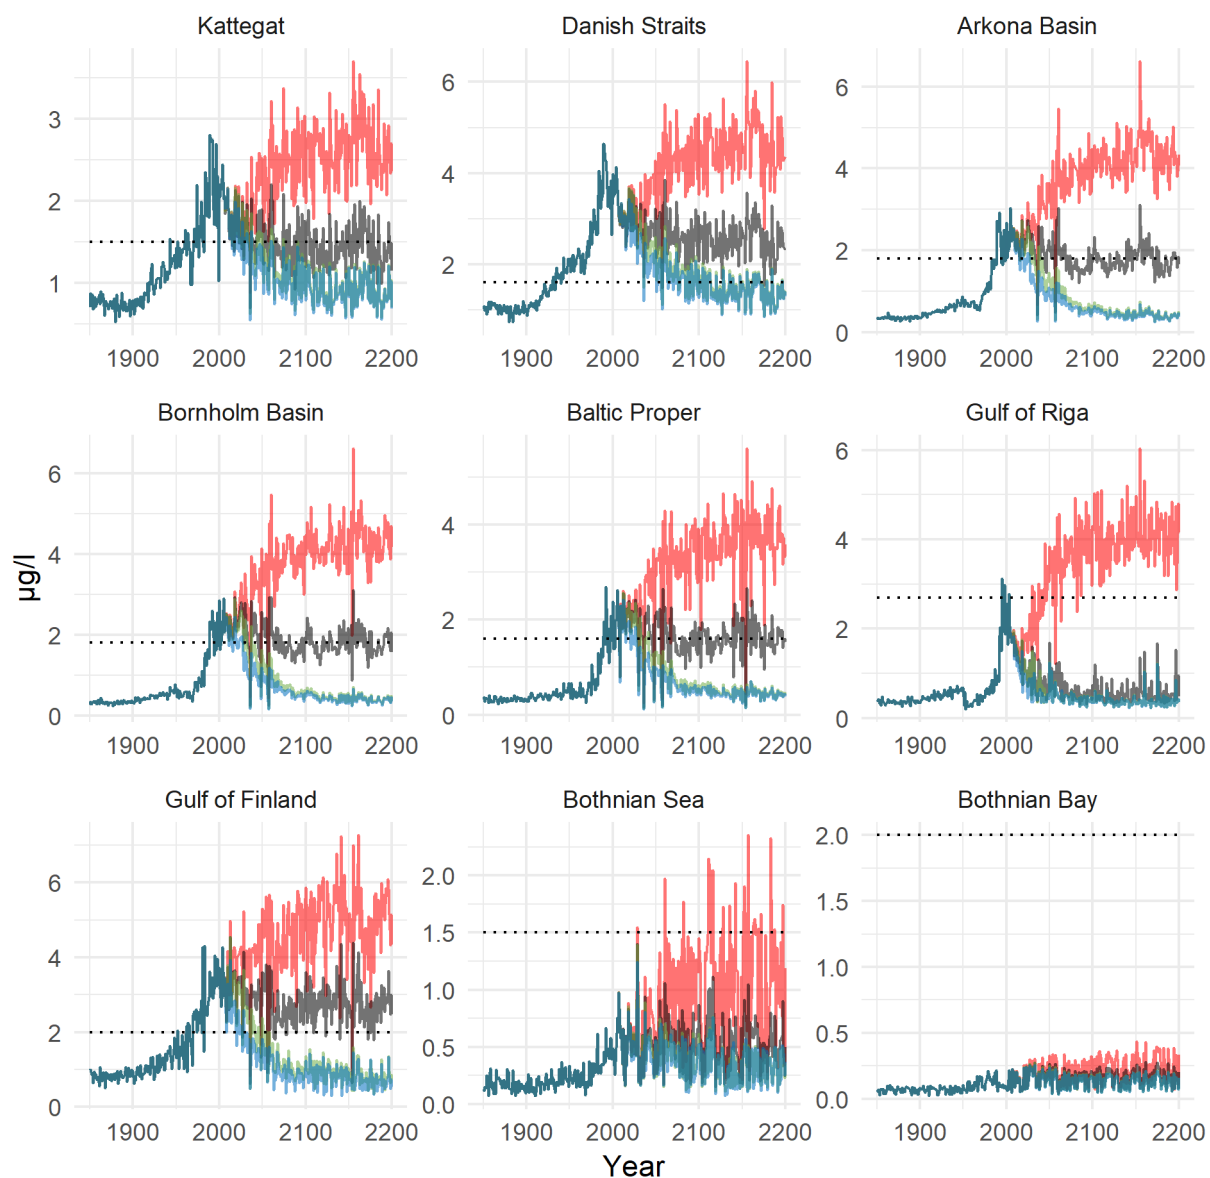 Kattegat
Danish Straits
Arkona Basin
3
2
1
6
4
2
6
4
2
0
1900 2000 2100 2200
1900 2000 2100 2200
1900 2000 2100 2200
Bornholm Basin
Baltic Proper
Gulf of Riga
µg/l
6
4
2
0
4
2
0
6
4
2
0
1900 2000 2100 2200
1900 2000 2100 2200
1900 2000 2100 2200
Gulf of Finland
Bothnian Sea
Bothnian Bay
6
4
2
0
2.0
1.5
1.0
0.5
0.0
2.0
1.5
1.0
0.5
0.0
1900 2000 2100 2200
1900 2000 2100 2200
1900 2000 2100 2200
Year